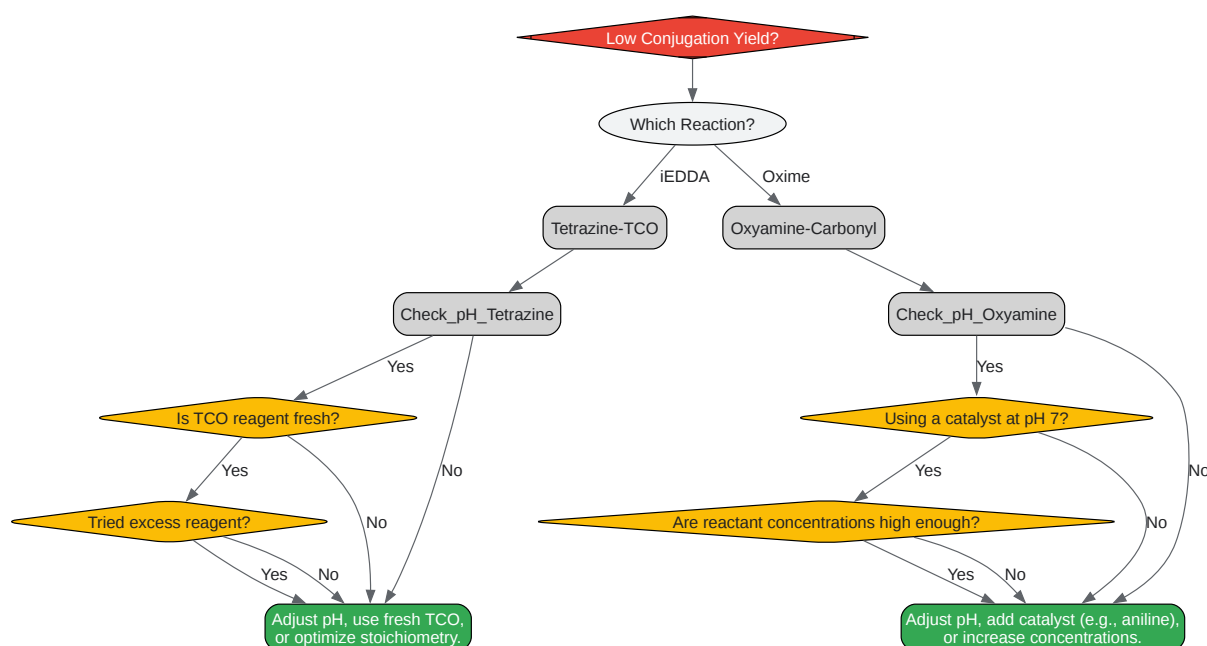 Low Conjugation Yield?
Which Reaction?
iEDDA
Oxime
Tetrazine-TCO
Oxyamine-Carbonyl
Check_pH_Tetrazine
Check_pH_Oxyamine
Yes
Yes
Is TCO reagent fresh?
Using a catalyst at pH 7?
Yes
No
Yes
No
Tried excess reagent?
Are reactant concentrations high enough?
No
No
Yes
No
Yes
No
Adjust pH, use fresh TCO,
or optimize stoichiometry.
Adjust pH, add catalyst (e.g., aniline),
or increase concentrations.